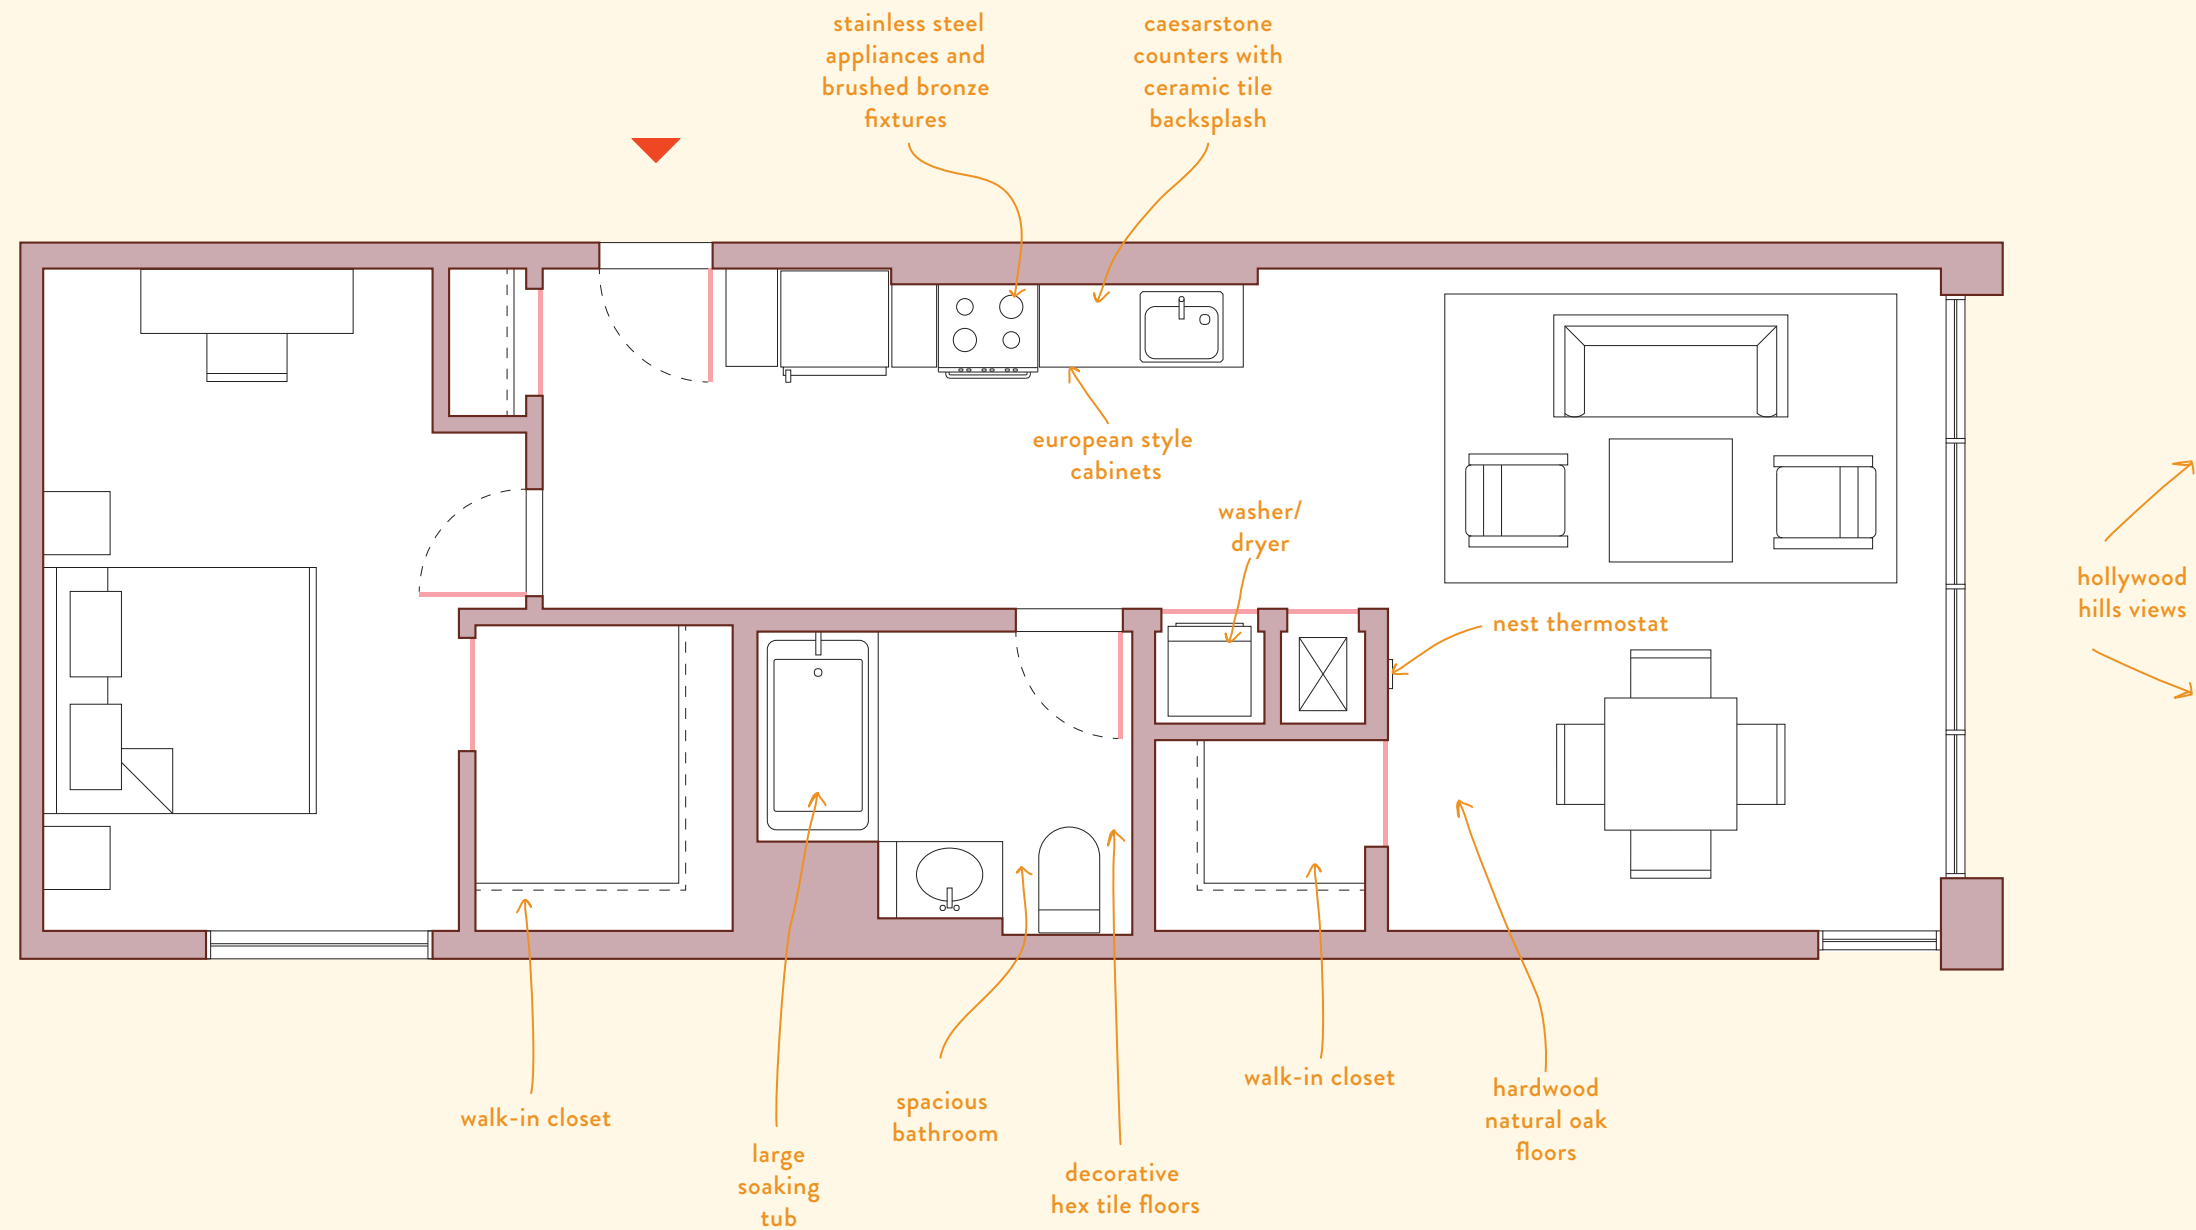 stainless steel
appliances and
brushed bronze
fixtures
caesarstone
counters with
ceramic tile
backsplash
european style
cabinets
washer/
dryer
nest thermostat
hollywood
hills views
walk-in closet
large
soaking
tub
spacious
bathroom
decorative
hex tile floors
walk-in closet
hardwood
natural oak
floors